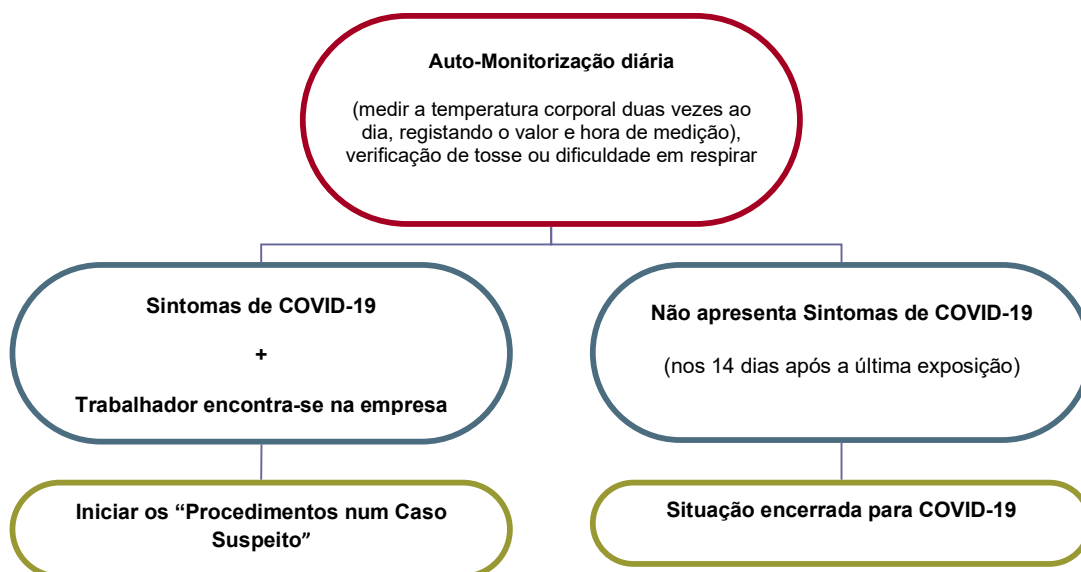 Auto-Monitorização diária
(medir a temperatura corporal duas vezes ao
dia, registando o valor e hora de medição),
verificação de tosse ou dificuldade em respirar
Sintomas de COVID-19
+
Trabalhador encontra-se na empresa
Não apresenta Sintomas de COVID-19
(nos 14 dias após a última exposição)
Iniciar os “Procedimentos num Caso
Suspeito”
Situação encerrada para COVID-19